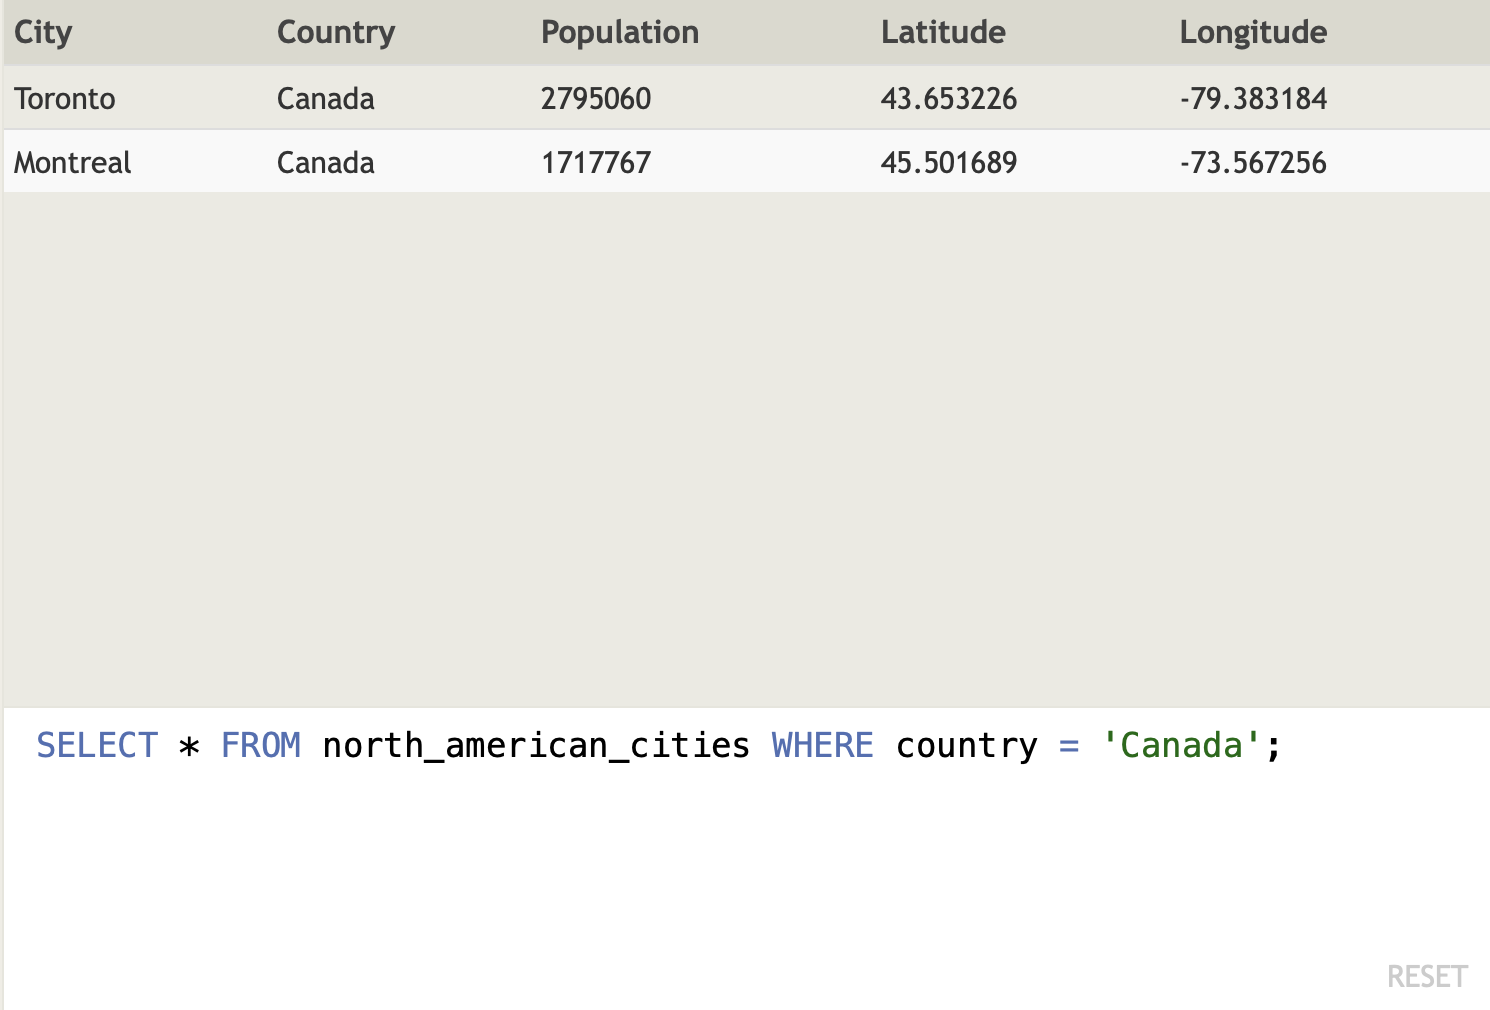 City Country Population Latitude Longitude
Toronto Canada 2795060 43.653226 -79.383184
Montreal Canada 1717767 45.501689 -73.567256
SELECT * FROM north_american_cities WHERE country = 'Canada';
RESET